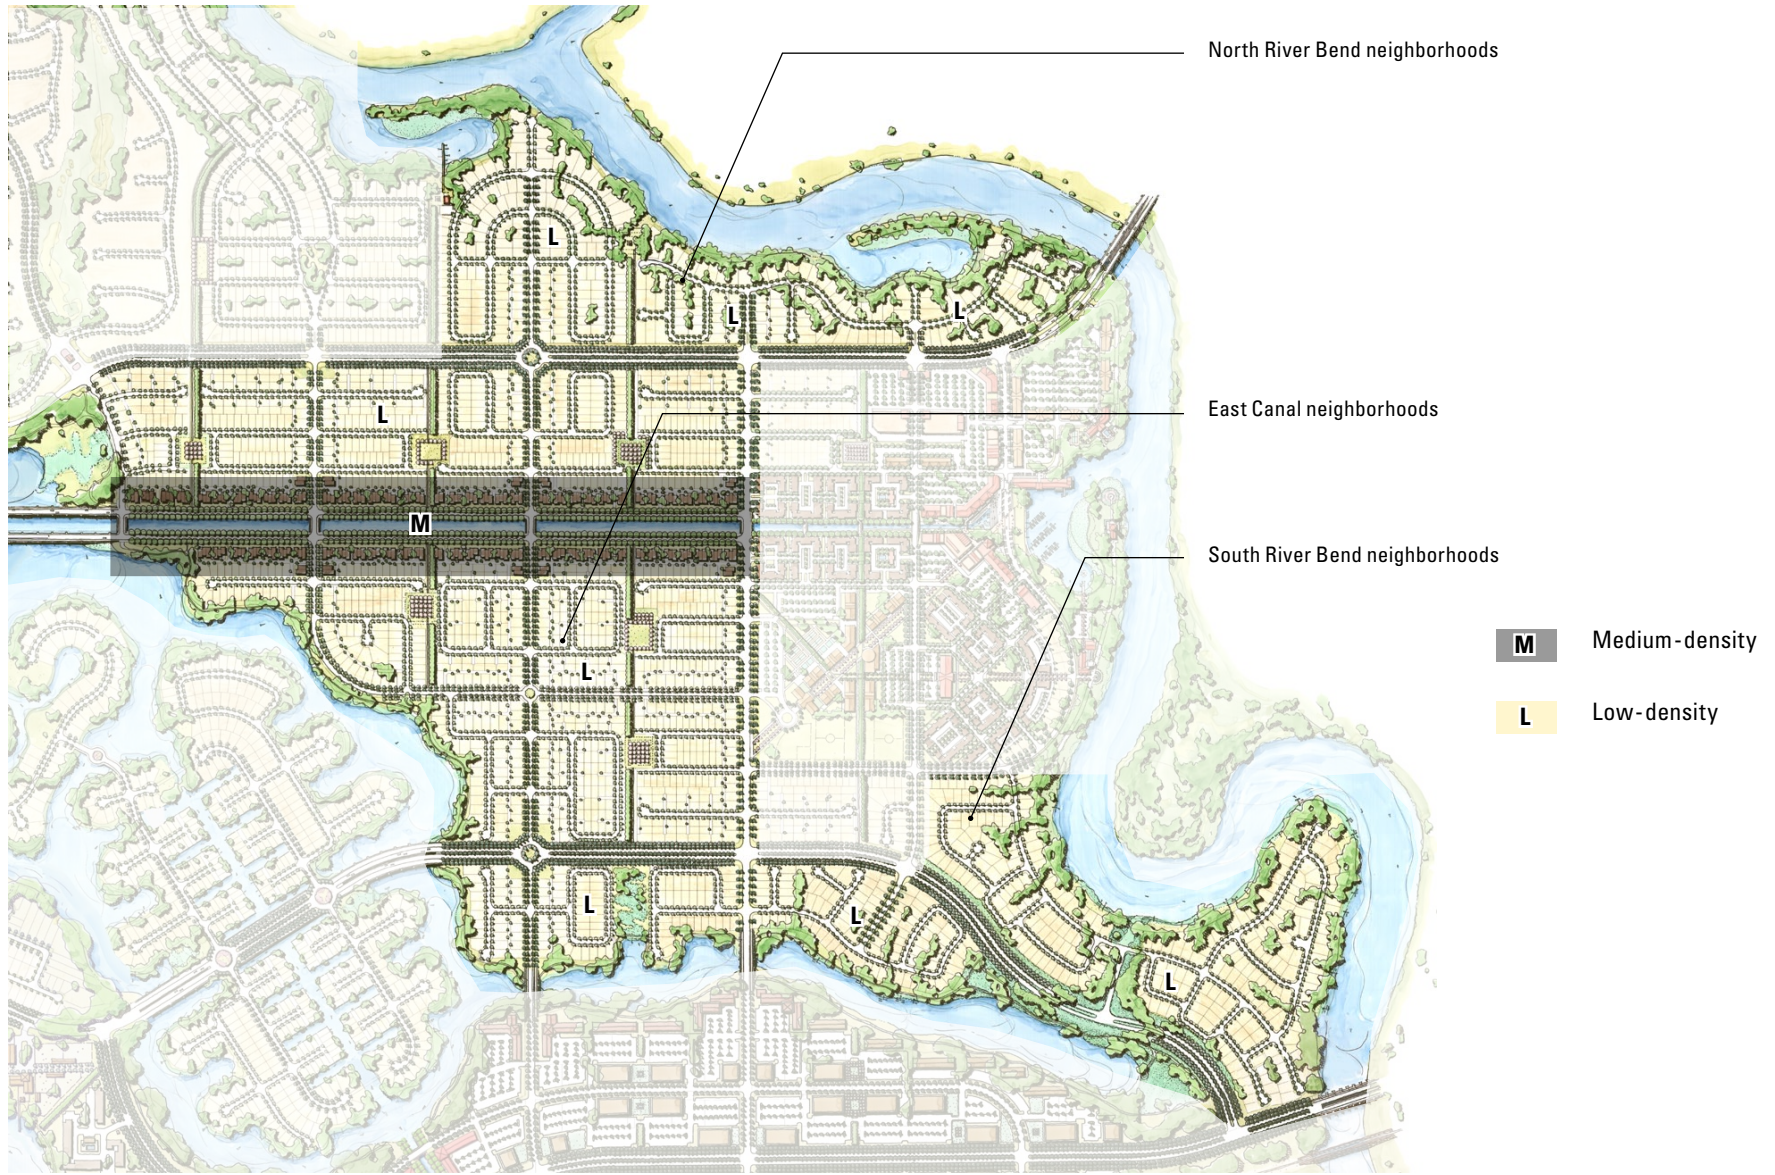 North River Bend neighborhoods
L
L
L
East Canal neighborhoods
L
M
South River Bend neighborhoods
M Medium-density
L
L Low-density
L
L
L